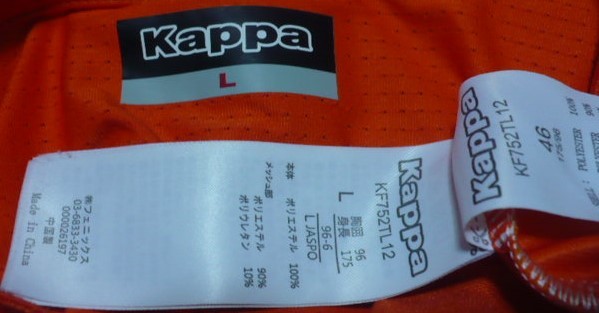 Kappa
L
Kappa
KF752TL12
胸囲 96
身長 175
L 96-6
LJASPO
本体 ポリエステル 100%
メッシュ部 ポリエステル 90%
ポリウレタン 10%
㈱フェニックス
03-6833-3430
000026197
中国製
Made in China
Kappa
KF752TL12
46
POLYESTER 100%
POLYESTER 90%